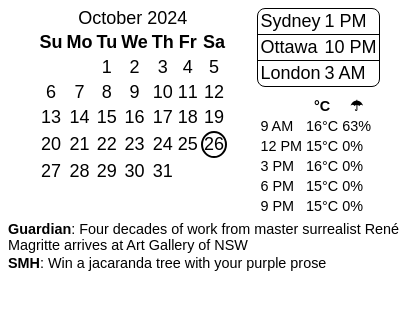 October 2024
Su Mo Tu We Th Fr Sa
1 2 3 4 5
6 7 8 9 10 11 12
13 14 15 16 17 18 19
20 21 22 23 24 25 26
27 28 29 30 31
Sydney 1 PM
Ottawa 10 PM
London 3 AM
°C ☂
9 AM 16°C 63%
12 PM 15°C 0%
3 PM 16°C 0%
6 PM 15°C 0%
9 PM 15°C 0%
Guardian: Four decades of work from master surrealist René
Magritte arrives at Art Gallery of NSW
SMH: Win a jacaranda tree with your purple prose